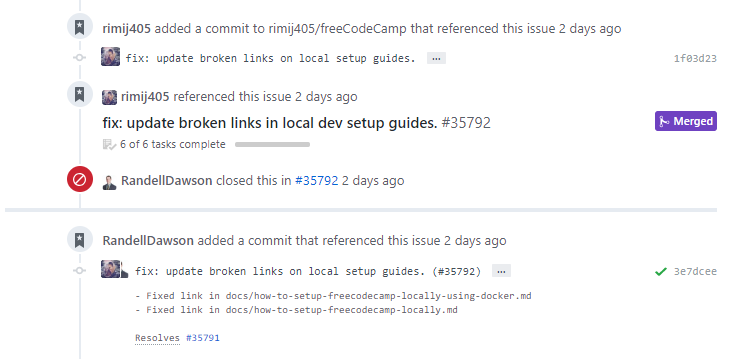 rimij405 added a commit to rimij405/freeCodeCamp that referenced this issue 2 days ago
fix: update broken links on local setup guides. ... 1f03d23
rimij405 referenced this issue 2 days ago
fix: update broken links in local dev setup guides. #35792 Merged
6 of 6 tasks complete
RandellDawson closed this in #35792 2 days ago
RandellDawson added a commit that referenced this issue 2 days ago
fix: update broken links on local setup guides. (#35792) ... 3e7dcee
- Fixed link in docs/how-to-setup-freecodecamp-locally-using-docker.md
- Fixed link in docs/how-to-setup-freecodecamp-locally.md
Resolves #35791